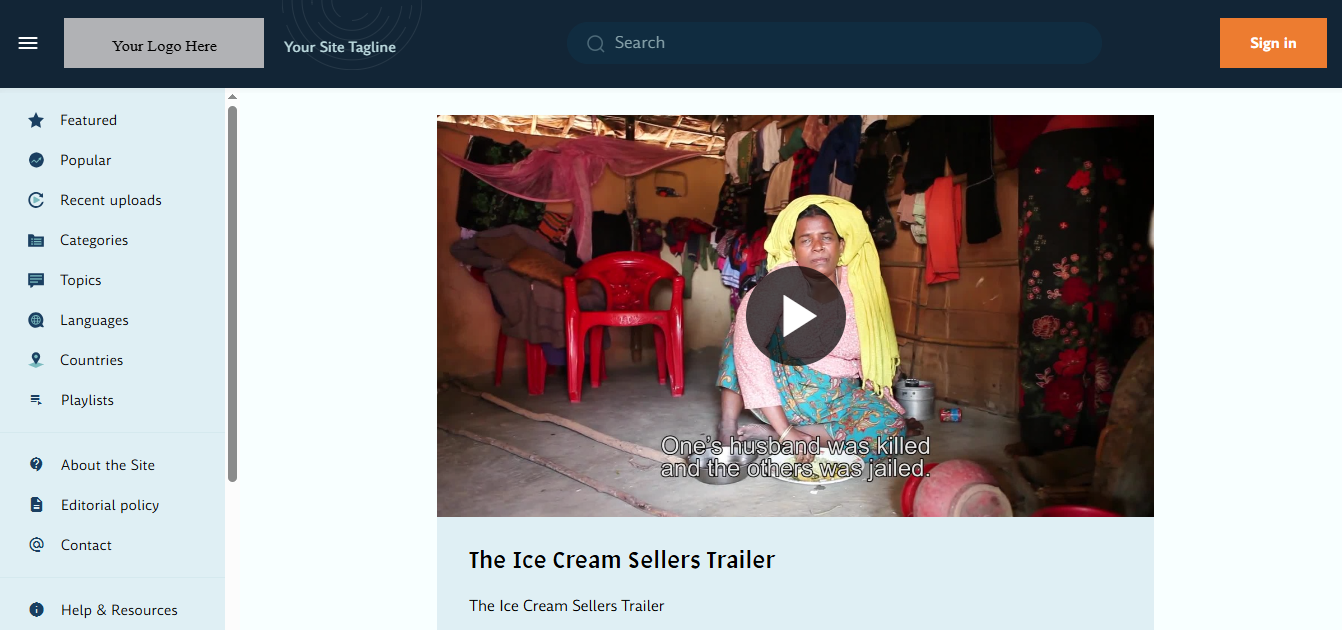 Your Logo Here
Your Site Tagline
Search
Sign in
Featured
Popular
Recent uploads
Categories
Topics
Languages
Countries
Playlists
About the Site
Editorial policy
Contact
Help & Resources
One's husband was killed
and the others was jailed.
The Ice Cream Sellers Trailer
The Ice Cream Sellers Trailer